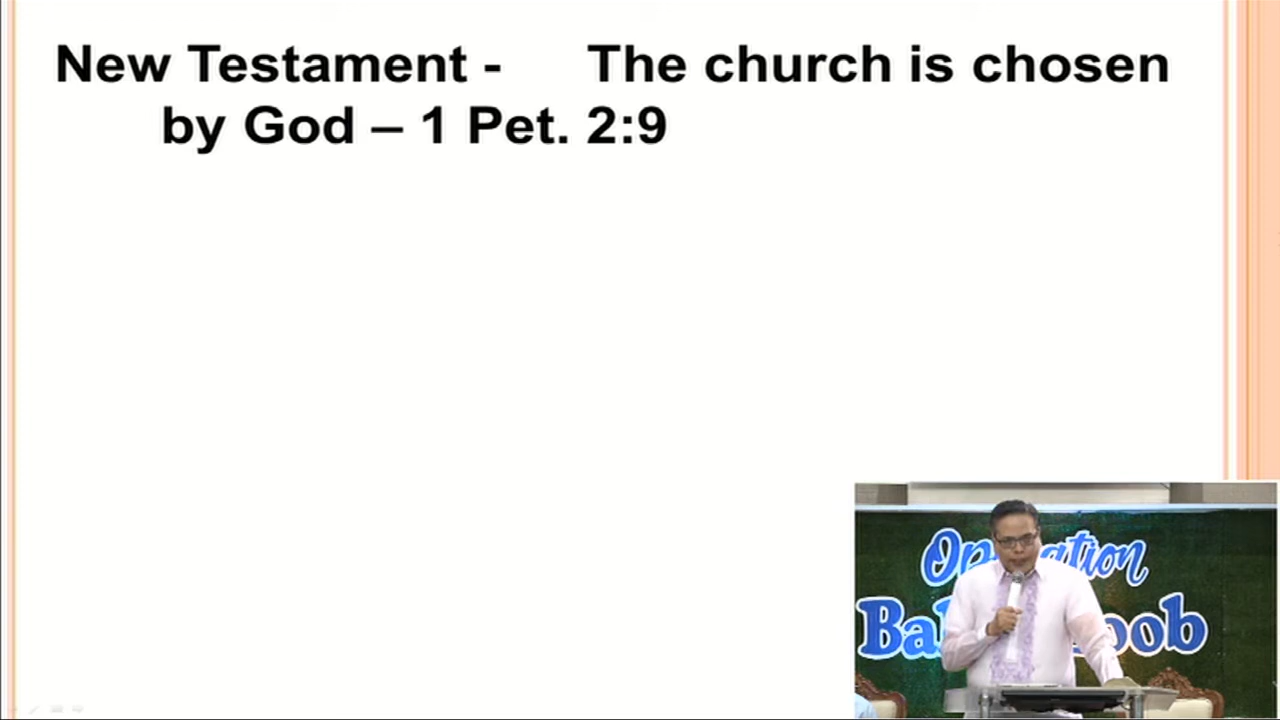 New Testament - The church is chosen
by God – 1 Pet. 2:9